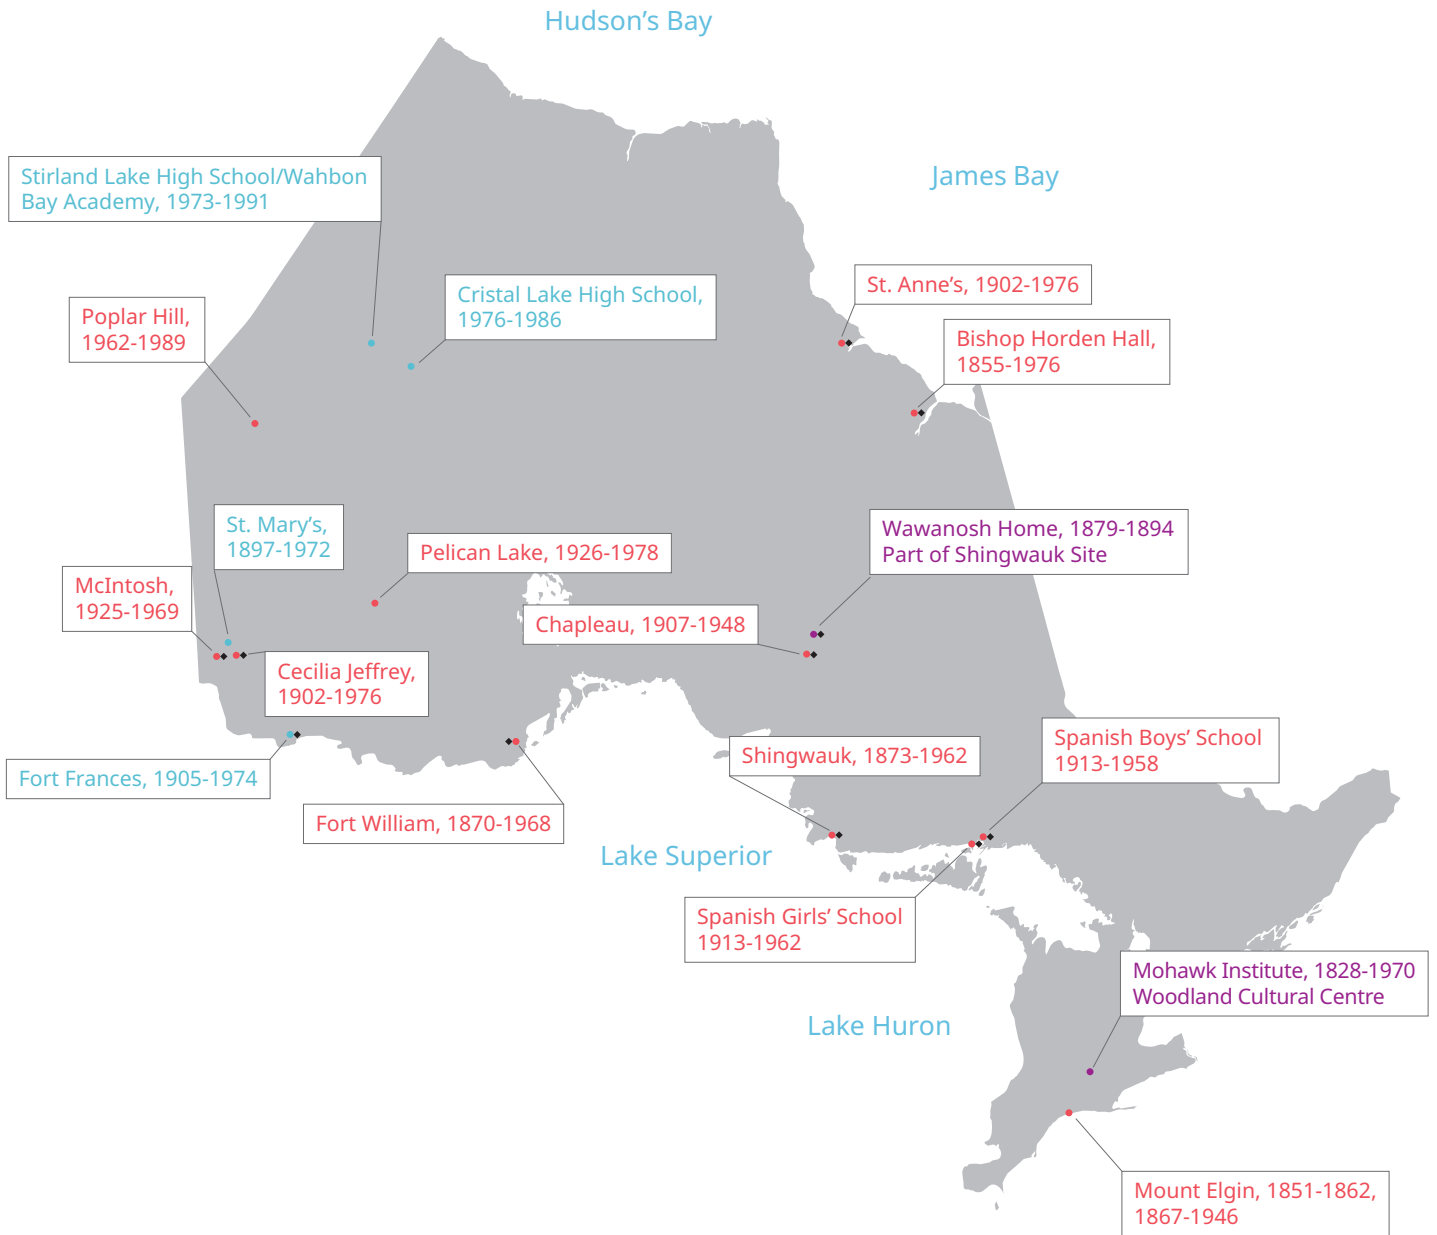 Hudson’s Bay
Stirland Lake High School/Wahbon
Bay Academy, 1973-1991
James Bay
St. Anne’s, 1902-1976
Cristal Lake High School,
1976-1986
Poplar Hill,
1962-1989
Bishop Horden Hall,
1855-1976
St. Mary’s,
1897-1972
Wawanosh Home, 1879-1894
Part of Shingwauk Site
Pelican Lake, 1926-1978
McIntosh,
1925-1969
Chapleau, 1907-1948
Cecilia Jeffrey,
1902-1976
Spanish Boys’ School
1913-1958
Shingwauk, 1873-1962
Fort Frances, 1905-1974
Fort William, 1870-1968
Lake Superior
Spanish Girls’ School
1913-1962
Mohawk Institute, 1828-1970
Woodland Cultural Centre
Lake Huron
Mount Elgin, 1851-1862,
1867-1946